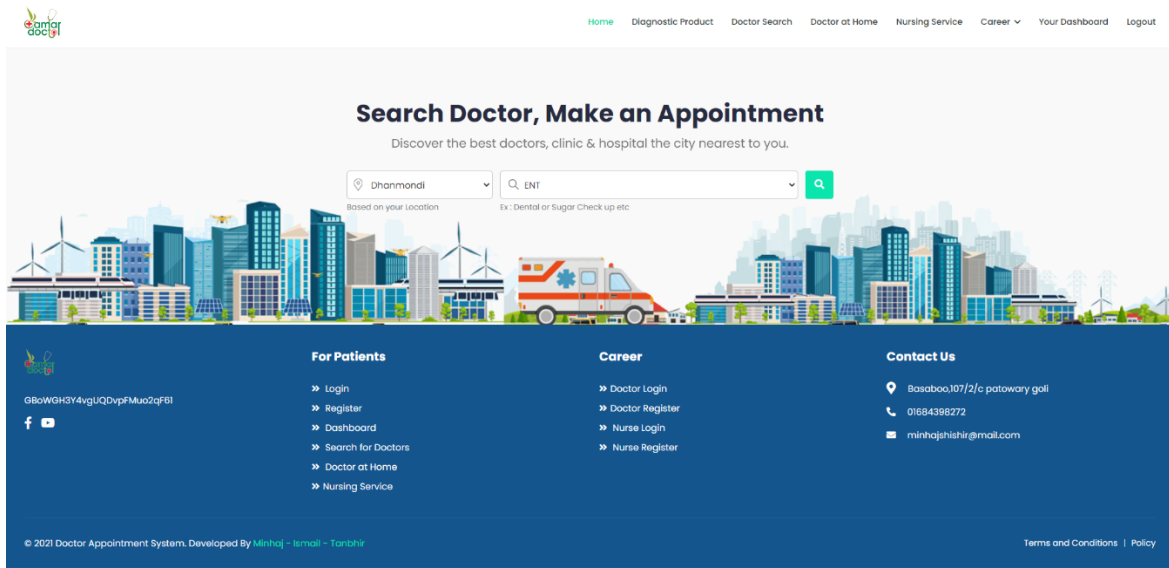 amar
doctor
Home Diagnostic Product Doctor Search Doctor at Home Nursing Service Career Your Dashboard Logout
Search Doctor, Make an Appointment
Discover the best doctors, clinic & hospital the city nearest to you.
Dhanmondi ENT
Based on your Location Ex : Dental or Sugar Check up etc
amar
doctor
GBoWGH3Y4vgUQDvpFMuo2qF61
For Patients
» Login
» Register
» Dashboard
» Search for Doctors
» Doctor at Home
» Nursing Service
Career
» Doctor Login
» Doctor Register
» Nurse Login
» Nurse Register
Contact Us
Basaboo,107/2/c patowary goli
01684398272
minhajshishir@mail.com
© 2021 Doctor Appointment System. Developed By Minhaj - Ismail - Tanbhir
Terms and Conditions | Policy